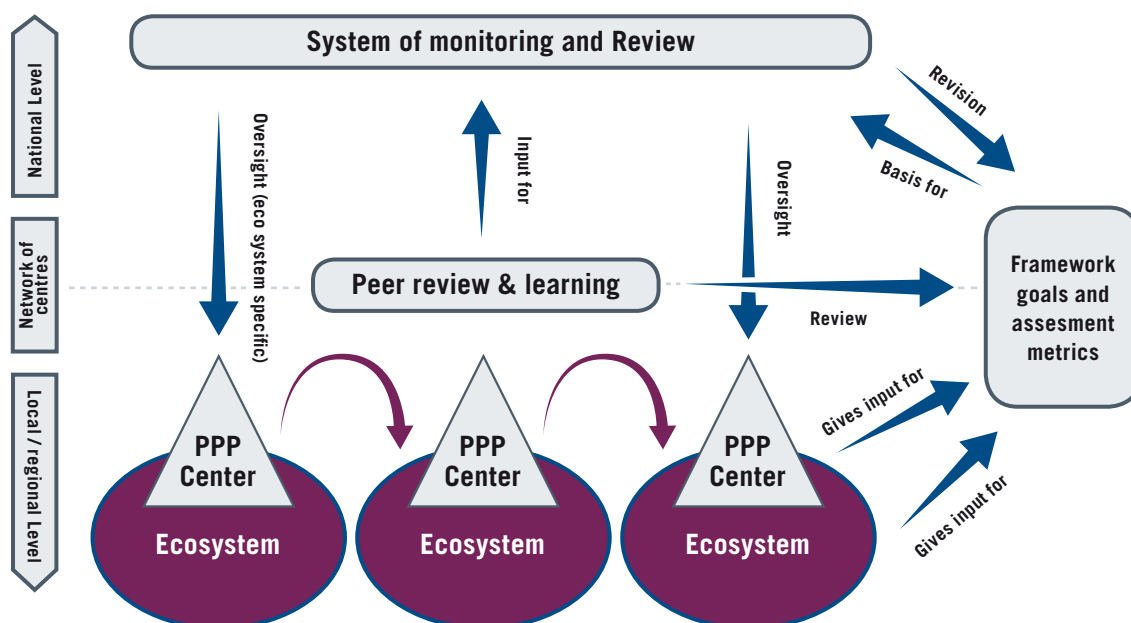 System of monitoring and Review
National Level
Oversight (eco system specific)
Input for
Oversight
Revision
Basis for
Network of
centres
Peer review & learning
Review
Framework
goals and
assesment
metrics
Local / regional Level
PPP
Center
Ecosystem
PPP
Center
Ecosystem
PPP
Center
Ecosystem
Gives input for
Gives input for